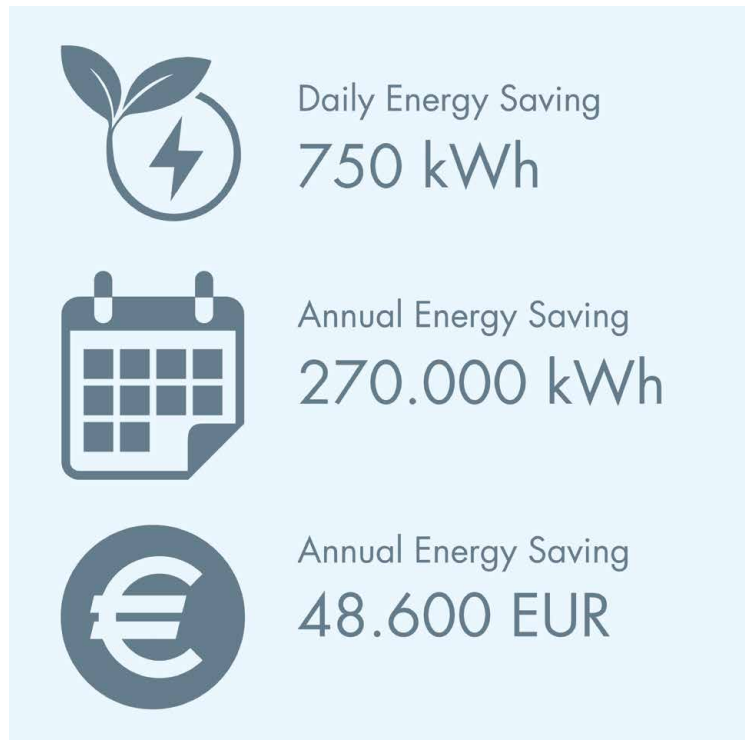 Daily Energy Saving
750 kWh
Annual Energy Saving
270.000 kWh
Annual Energy Saving
48.600 EUR